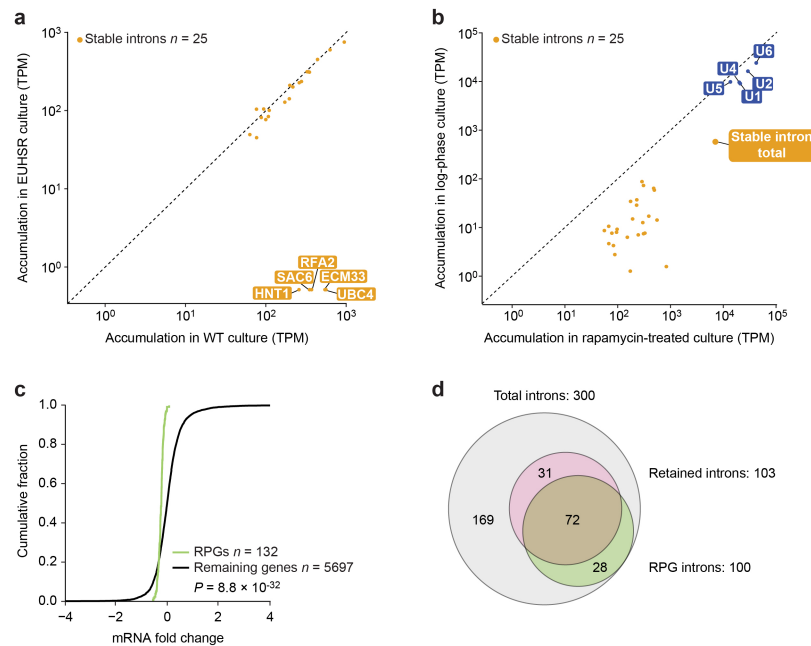 a
Stable introns n = 25
10³
10²
10¹
10⁰
10⁰
10¹
10²
10³
Accumulation in EUHSR culture (TPM)
Accumulation in WT culture (TPM)
RFA2
SAC6
ECM33
HNT1
UBC4
b
Stable introns n = 25
10⁵
10⁴
10³
10²
10¹
10⁰
10⁰
10¹
10²
10³
10⁴
10⁵
Accumulation in log-phase culture (TPM)
Accumulation in rapamycin-treated culture (TPM)
U6
U4
U2
U5
U1
Stable intron
total
c
1.0
0.8
0.6
0.4
0.2
0.0
−4
−2
0
2
4
Cumulative fraction
mRNA fold change
RPGs n = 132
Remaining genes n = 5697
P = 8.8 × 10⁻³²
d
Total introns: 300
31
Retained introns: 103
169
72
28
RPG introns: 100